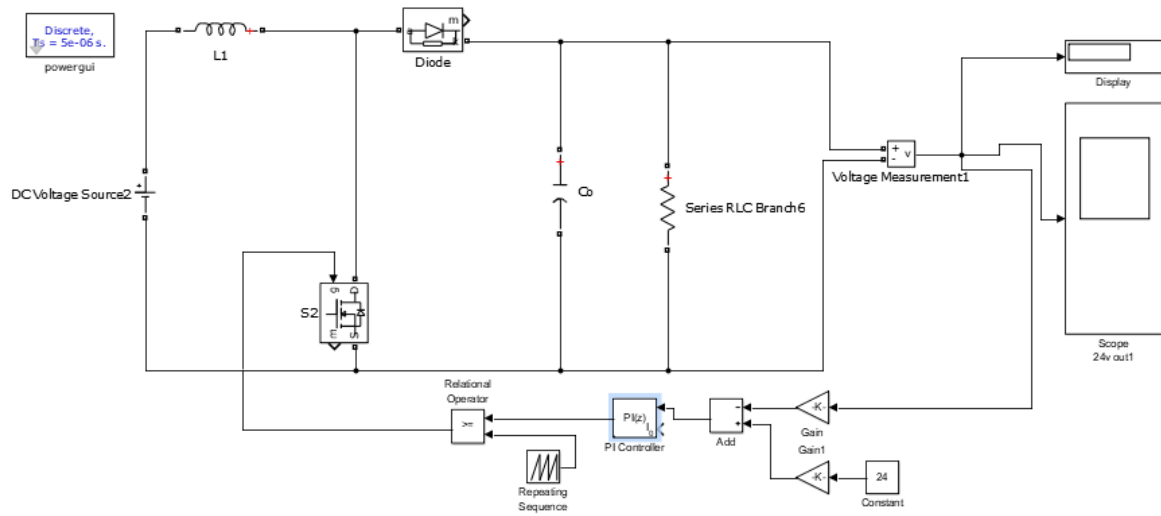 Discrete,
Ts = 5e-06 s.
powergui
L1
m
Diode
Display
+
v
-
Voltage Measurement1
DC Voltage Source2
+
Co
Series RLC Branch6
g
D
S2
m
S
Scope
24v out1
Relational
Operator
>=
PI(z)
I0
PI Controller
-
+
Add
-K-
Gain
Gain1
-K-
24
Constant
Repeating
Sequence